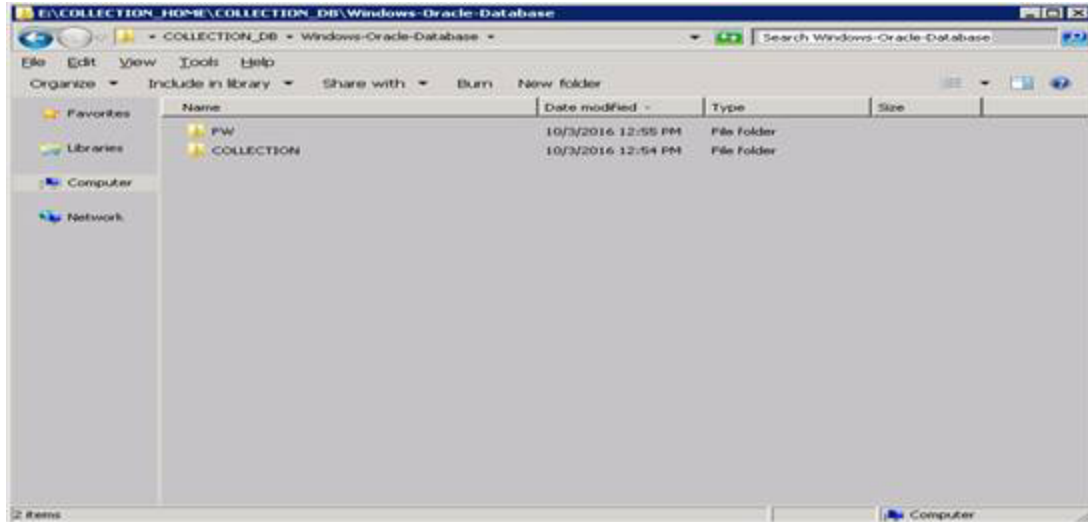 E:\COLLECTION_HOME\COLLECTION_DB\Windows-Oracle-Database
COLLECTION_DB Windows-Oracle-Database Search Windows-Oracle-Database
File Edit View Tools Help
Organize Include in library Share with Burn New folder
Favorites
Libraries
Computer
Network
Name Date modified Type Size
FW 10/3/2016 12:55 PM File folder
COLLECTION 10/3/2016 12:54 PM File folder
2 items Computer